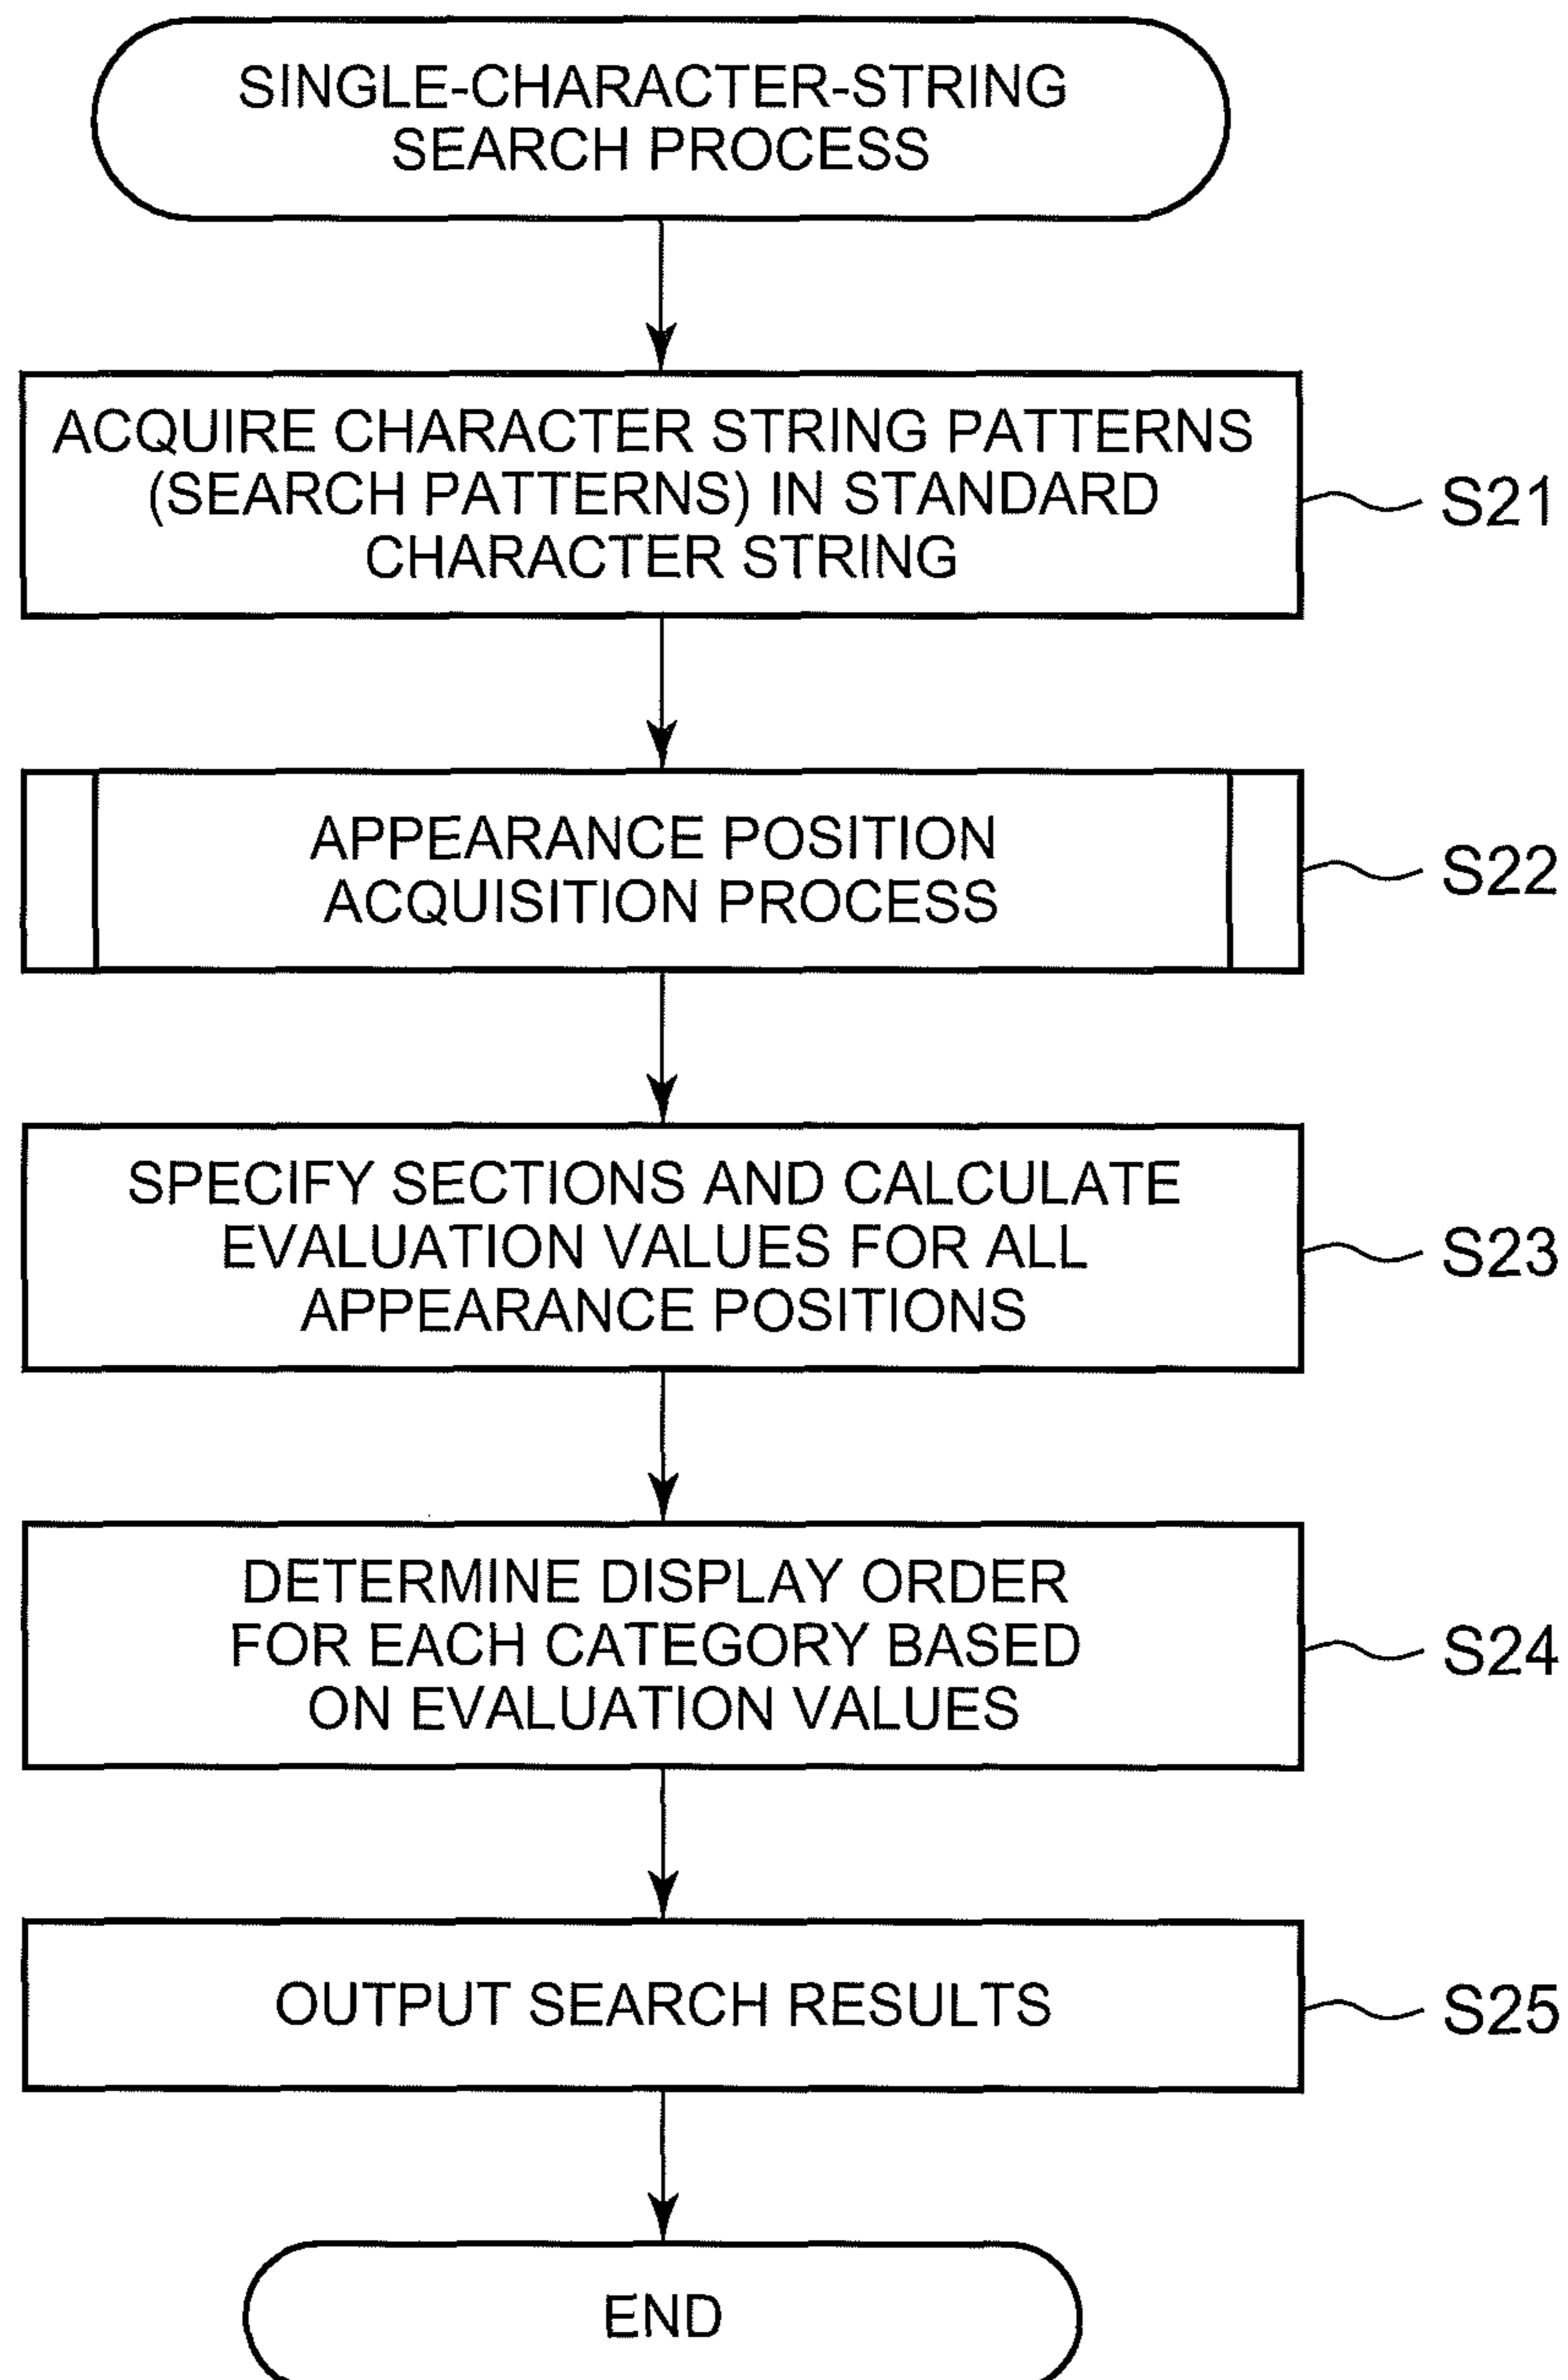 SINGLE-CHARACTER-STRING
SEARCH PROCESS
ACQUIRE CHARACTER STRING PATTERNS
(SEARCH PATTERNS) IN STANDARD
CHARACTER STRING
S21
APPEARANCE POSITION
ACQUISITION PROCESS
S22
SPECIFY SECTIONS AND CALCULATE
EVALUATION VALUES FOR ALL
APPEARANCE POSITIONS
S23
DETERMINE DISPLAY ORDER
FOR EACH CATEGORY BASED
ON EVALUATION VALUES
S24
OUTPUT SEARCH RESULTS
S25
END